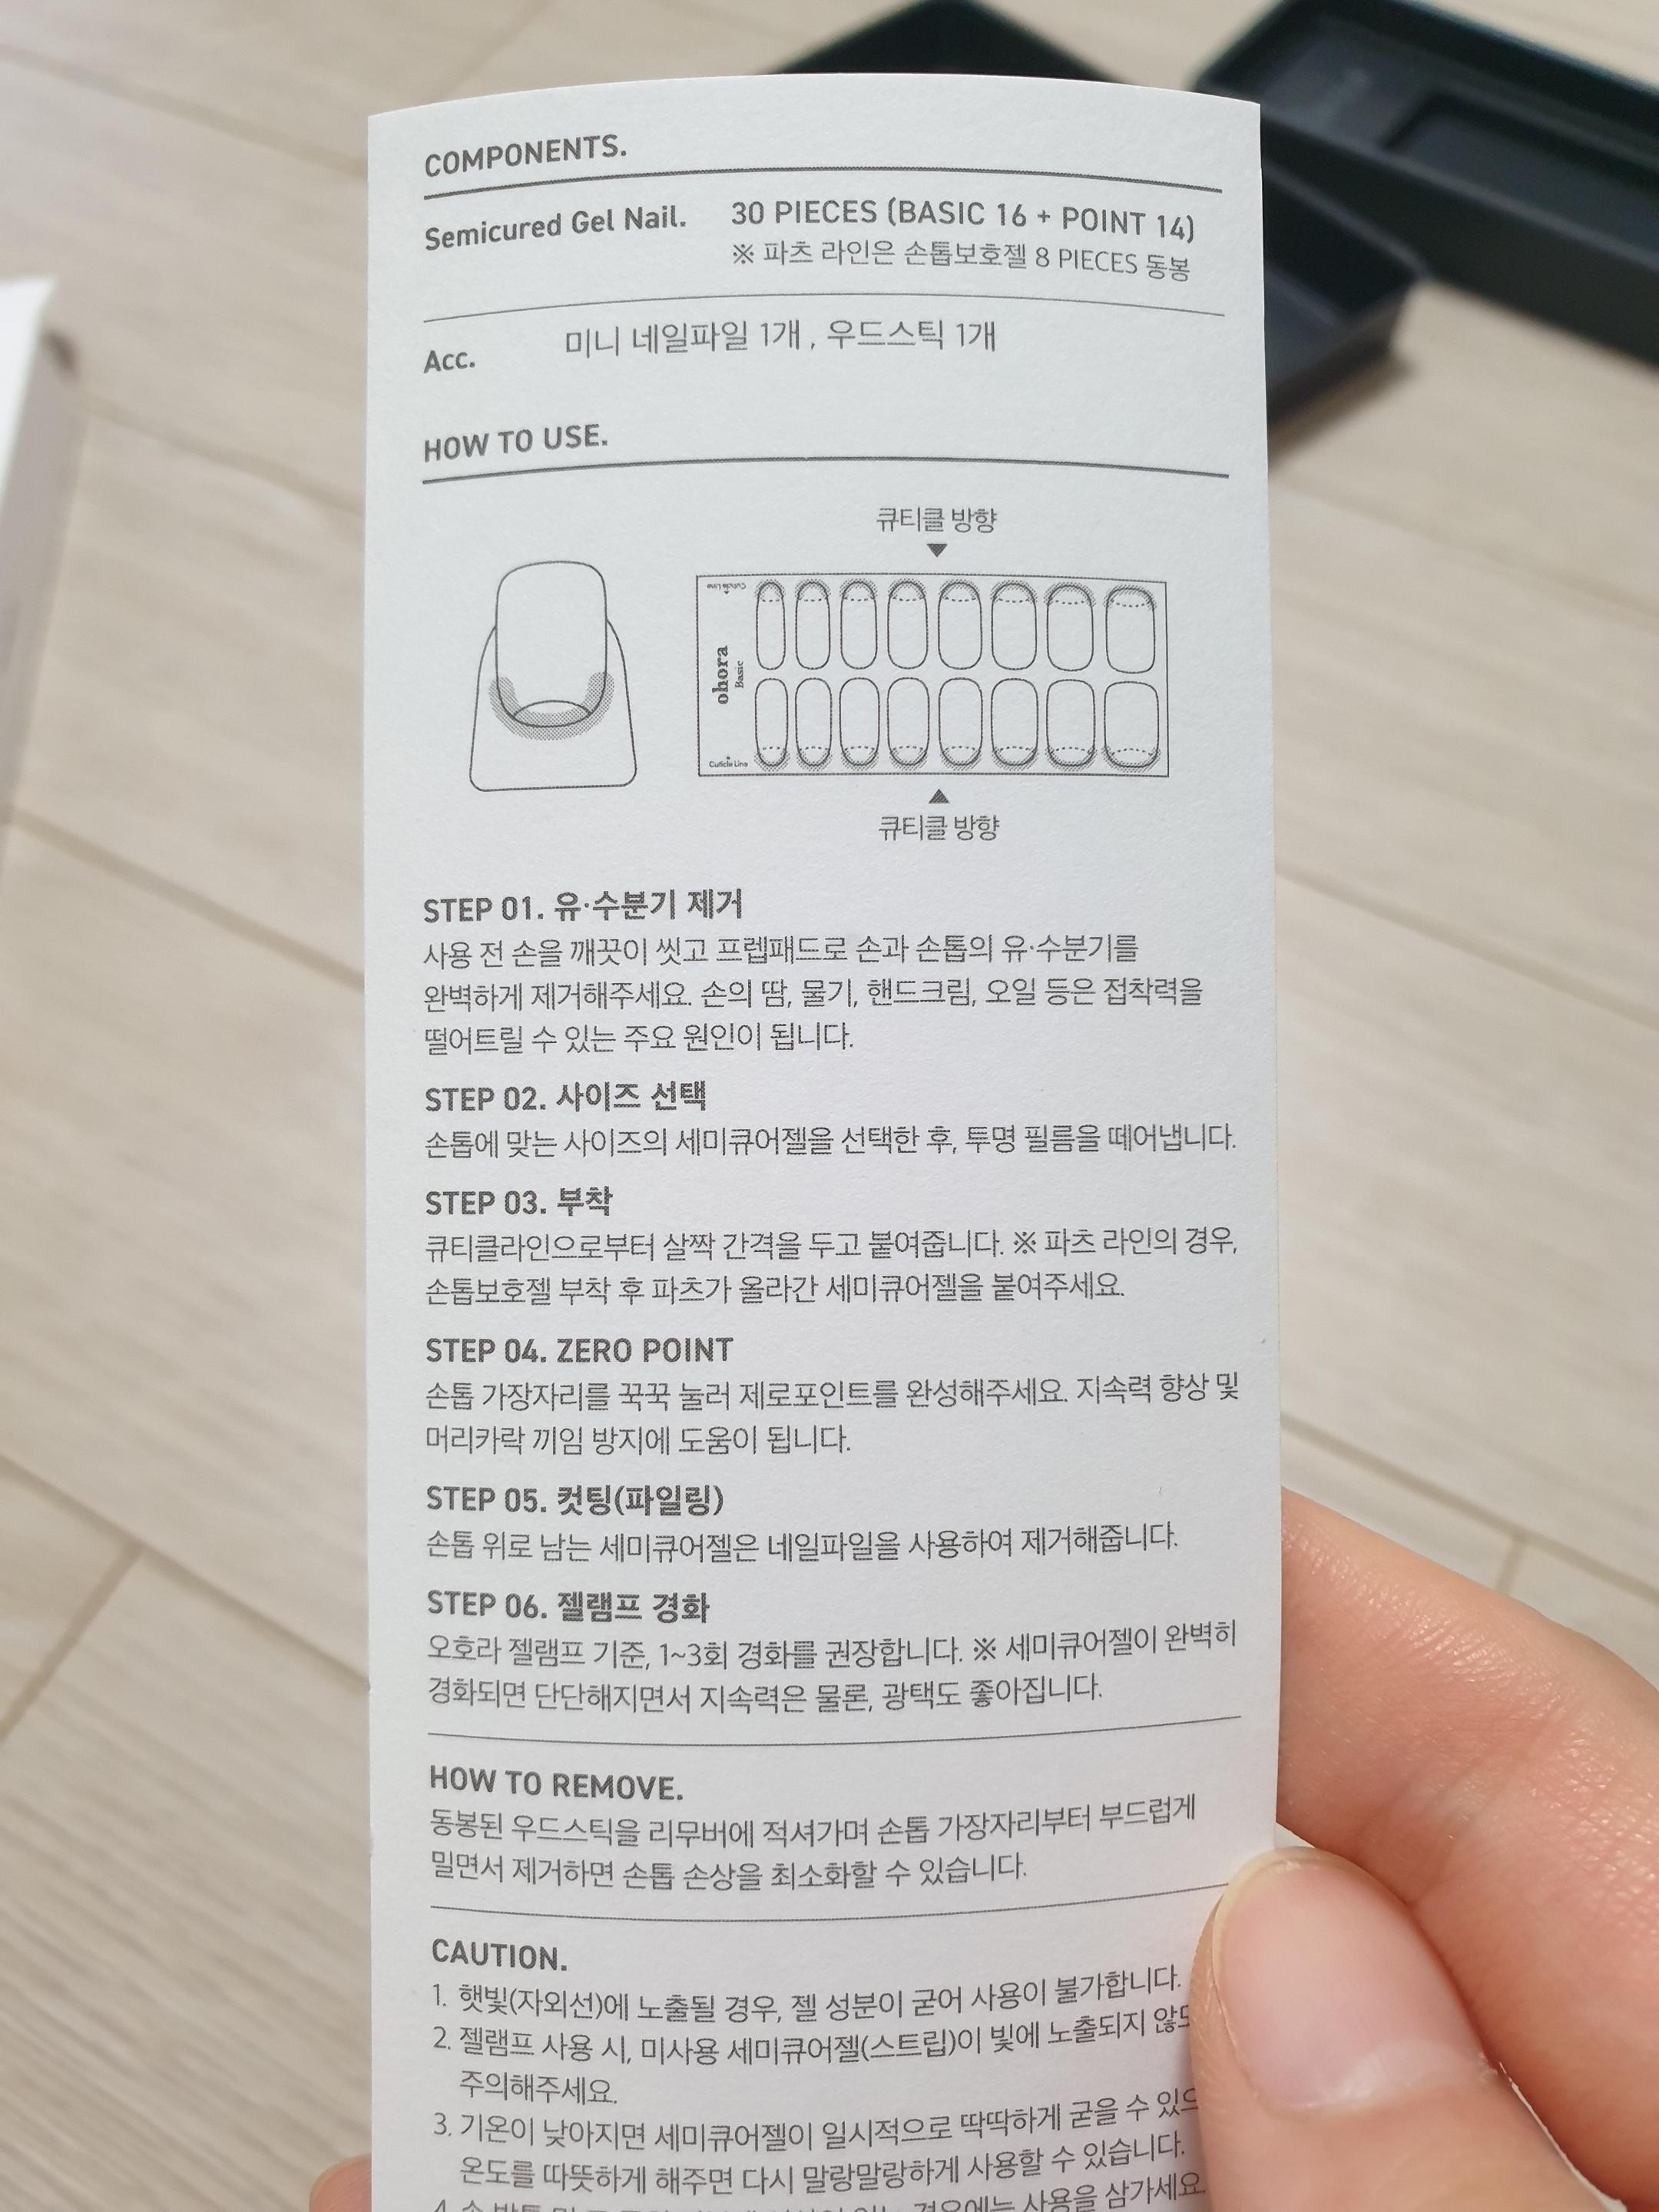 COMPONENTS.
Semicured Gel Nail. 30 PIECES (BASIC 16 + POINT 14)
※ 파츠 라인은 손톱보호젤 8 PIECES 동봉
Acc. 미니 네일파일 1개 , 우드스틱 1개
HOW TO USE.
큐티클 방향
▼
Cuticle Line
ohora
Basic
Cuticle Line
▲
큐티클 방향
STEP 01. 유·수분기 제거
사용 전 손을 깨끗이 씻고 프렙패드로 손과 손톱의 유·수분기를
완벽하게 제거해주세요. 손의 땀, 물기, 핸드크림, 오일 등은 접착력을
떨어트릴 수 있는 주요 원인이 됩니다.
STEP 02. 사이즈 선택
손톱에 맞는 사이즈의 세미큐어젤을 선택한 후, 투명 필름을 떼어냅니다.
STEP 03. 부착
큐티클라인으로부터 살짝 간격을 두고 붙여줍니다. ※ 파츠 라인의 경우,
손톱보호젤 부착 후 파츠가 올라간 세미큐어젤을 붙여주세요.
STEP 04. ZERO POINT
손톱 가장자리를 꾹꾹 눌러 제로포인트를 완성해주세요. 지속력 향상 및
머리카락 끼임 방지에 도움이 됩니다.
STEP 05. 컷팅(파일링)
손톱 위로 남는 세미큐어젤은 네일파일을 사용하여 제거해줍니다.
STEP 06. 젤램프 경화
오호라 젤램프 기준, 1~3회 경화를 권장합니다. ※ 세미큐어젤이 완벽히
경화되면 단단해지면서 지속력은 물론, 광택도 좋아집니다.
HOW TO REMOVE.
동봉된 우드스틱을 리무버에 적셔가며 손톱 가장자리부터 부드럽게
밀면서 제거하면 손톱 손상을 최소화할 수 있습니다.
CAUTION.
1. 햇빛(자외선)에 노출될 경우, 젤 성분이 굳어 사용이 불가합니다.
2. 젤램프 사용 시, 미사용 세미큐어젤(스트립)이 빛에 노출되지
주의해주세요.
3. 기온이 낮아지면 세미큐어젤이 일시적으로 딱딱하게 굳을 수
온도를 따뜻하게 해주면 다시 말랑말랑하게 사용할 수 있습니다.
경우에는 사용을 삼가세요.